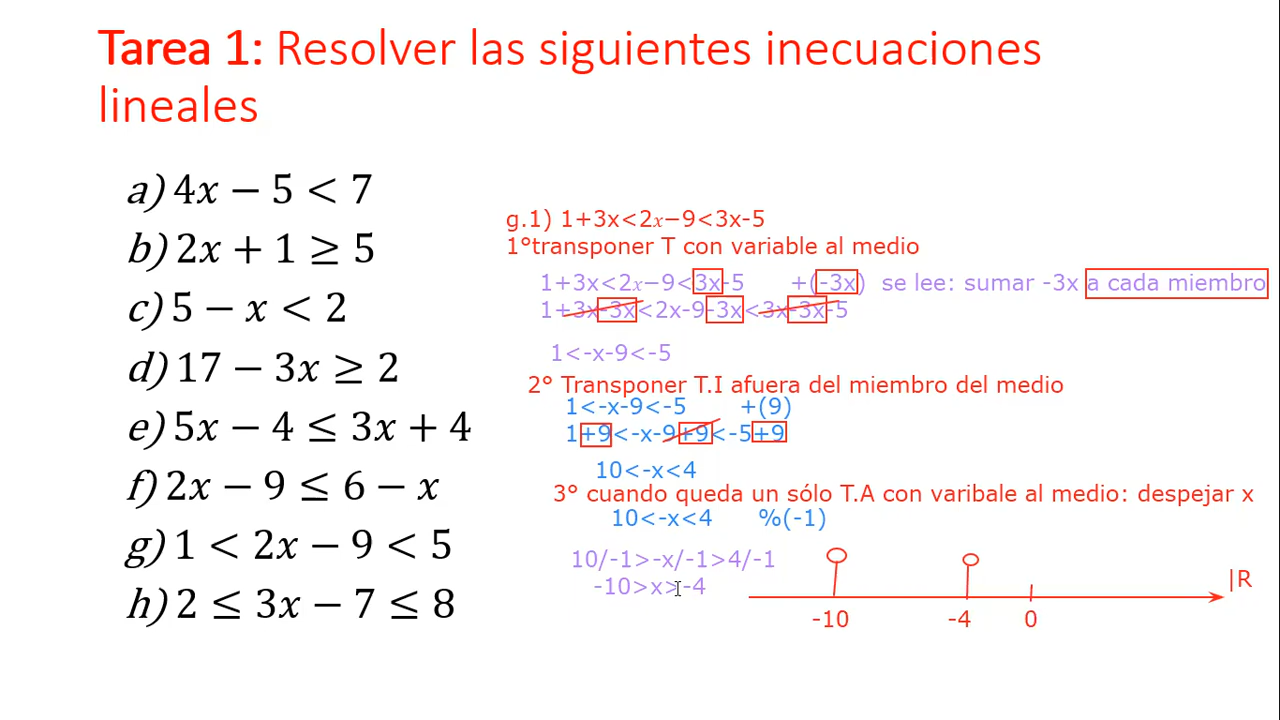 Tarea 1: Resolver las siguientes inecuaciones
lineales
a) 4x − 5 < 7
b) 2x + 1 ≥ 5
c) 5 − x < 2
d) 17 − 3x ≥ 2
e) 5x − 4 ≤ 3x + 4
f) 2x − 9 ≤ 6 − x
g) 1 < 2x − 9 < 5
h) 2 ≤ 3x − 7 ≤ 8
g.1) 1+3x<2x−9<3x-5
1°transponer T con variable al medio
1+3x<2x−9<3x-5 +(-3x) se lee: sumar -3x a cada miembro
1+3x-3x<2x-9-3x<3x-3x-5
1<-x-9<-5
2° Transponer T.I afuera del miembro del medio
1<-x-9<-5 +(9)
1+9<-x-9+9<-5+9
10<-x<4
3° cuando queda un sólo T.A con varibale al medio: despejar x
10<-x<4 %(-1)
10/-1>-x/-1>4/-1
-10>x>-4
|R
-10 -4 0